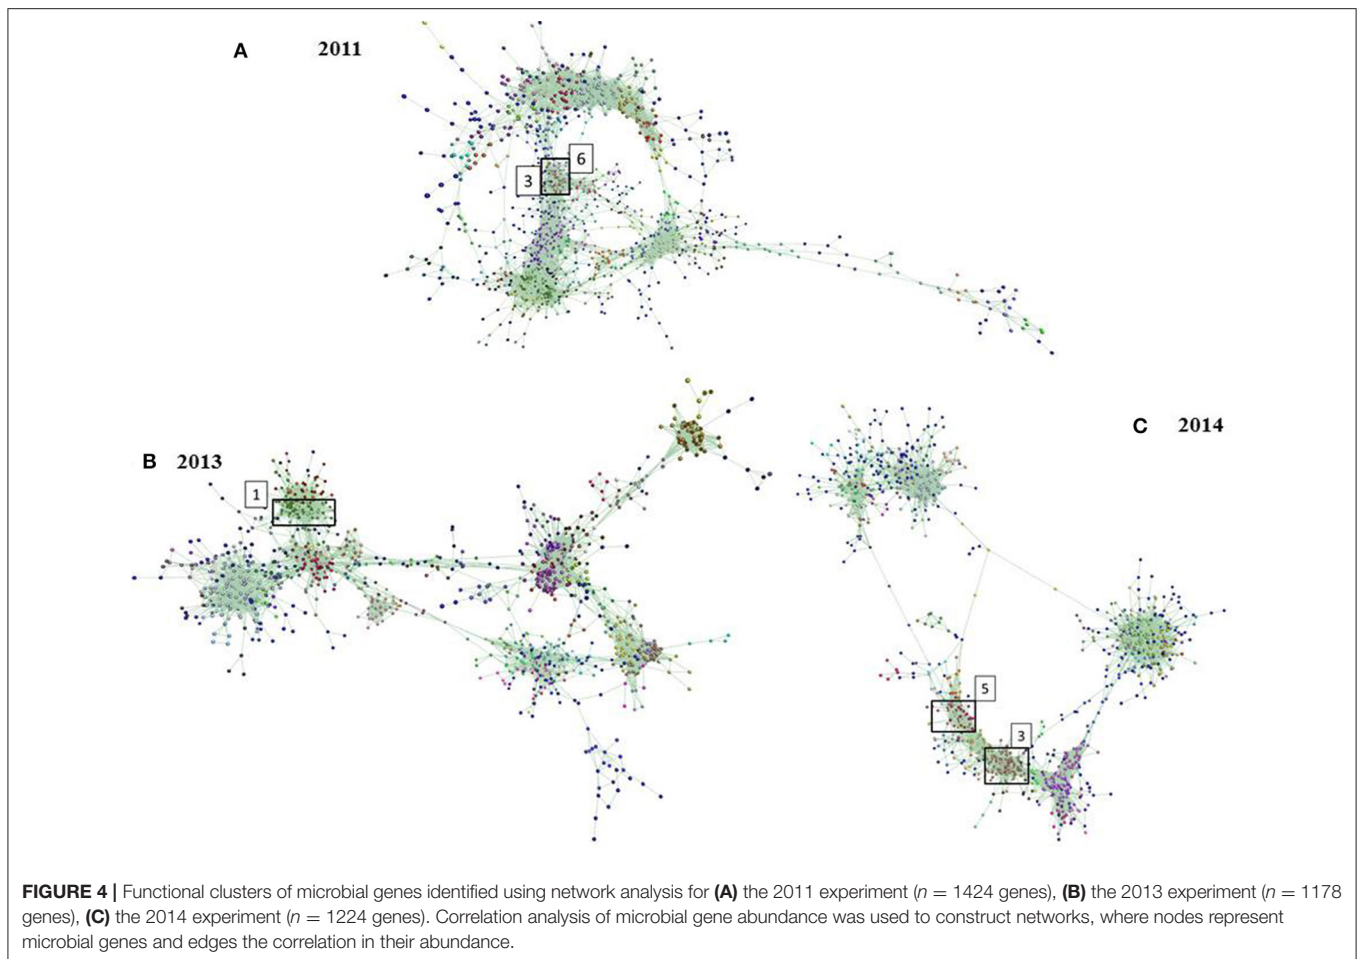 A 2011
6
3
B 2013
1
C 2014
5
3
FIGURE 4 | Functional clusters of microbial genes identified using network analysis for (A) the 2011 experiment (n = 1424 genes), (B) the 2013 experiment (n = 1178
genes), (C) the 2014 experiment (n = 1224 genes). Correlation analysis of microbial gene abundance was used to construct networks, where nodes represent
microbial genes and edges the correlation in their abundance.